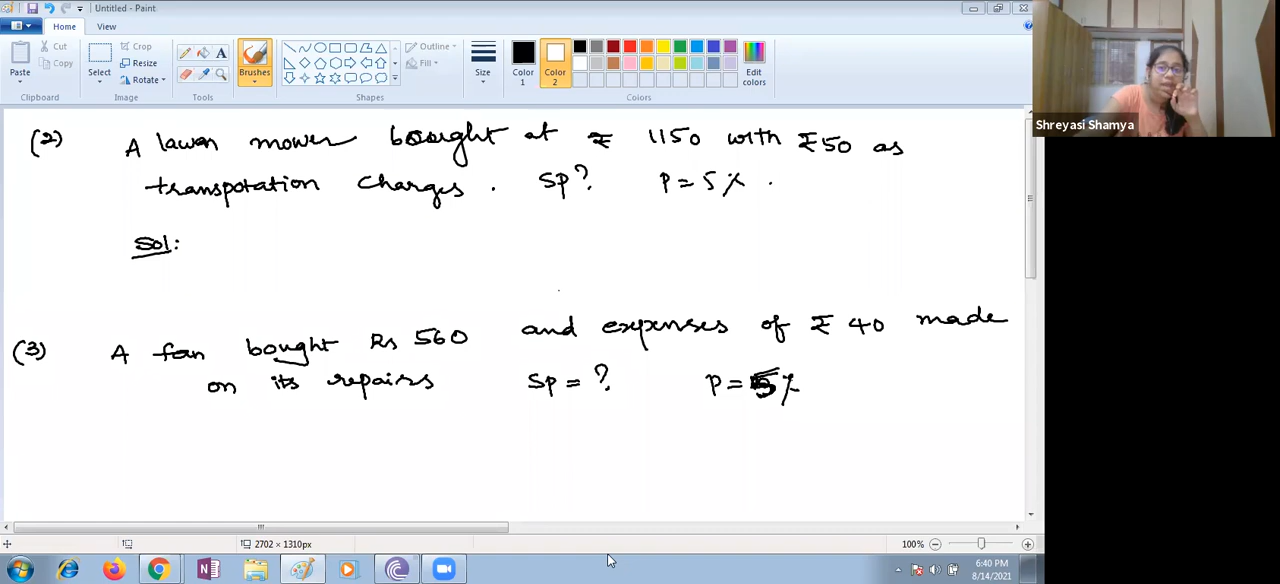 Untitled - Paint
Home View
Paste Cut Copy Select Crop Resize Rotate Brushes Outline Fill Size Color 1 Color 2 Edit colors
Clipboard Image Tools Shapes Colors
Shreyasi Shamya
(2) A lawn mower bought at ₹ 1150 with ₹50 as
transpotation charges. SP? P = 5% .
Sol:
(3) A fan bought Rs 560 and expenses of ₹ 40 made
on its repairs SP = ? P = 5%
2702 × 1310px 100%
6:40 PM
8/14/2021